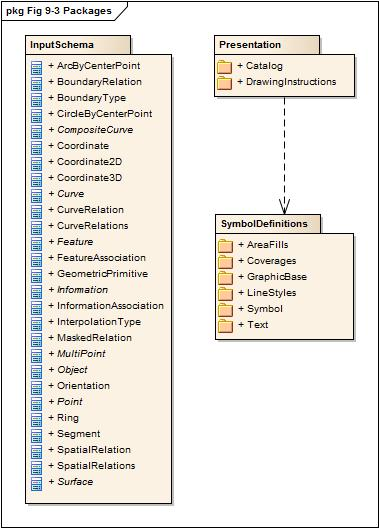 pkg Fig 9-3 Packages
InputSchema
+ ArcByCenterPoint
+ BoundaryRelation
+ BoundaryType
+ CircleByCenterPoint
+ CompositeCurve
+ Coordinate
+ Coordinate2D
+ Coordinate3D
+ Curve
+ CurveRelation
+ CurveRelations
+ Feature
+ FeatureAssociation
+ GeometricPrimitive
+ Information
+ InformationAssociation
+ InterpolationType
+ MaskedRelation
+ MultiPoint
+ Object
+ Orientation
+ Point
+ Ring
+ Segment
+ SpatialRelation
+ SpatialRelations
+ Surface
Presentation
+ Catalog
+ DrawingInstructions
SymbolDefinitions
+ AreaFills
+ Coverages
+ GraphicBase
+ LineStyles
+ Symbol
+ Text